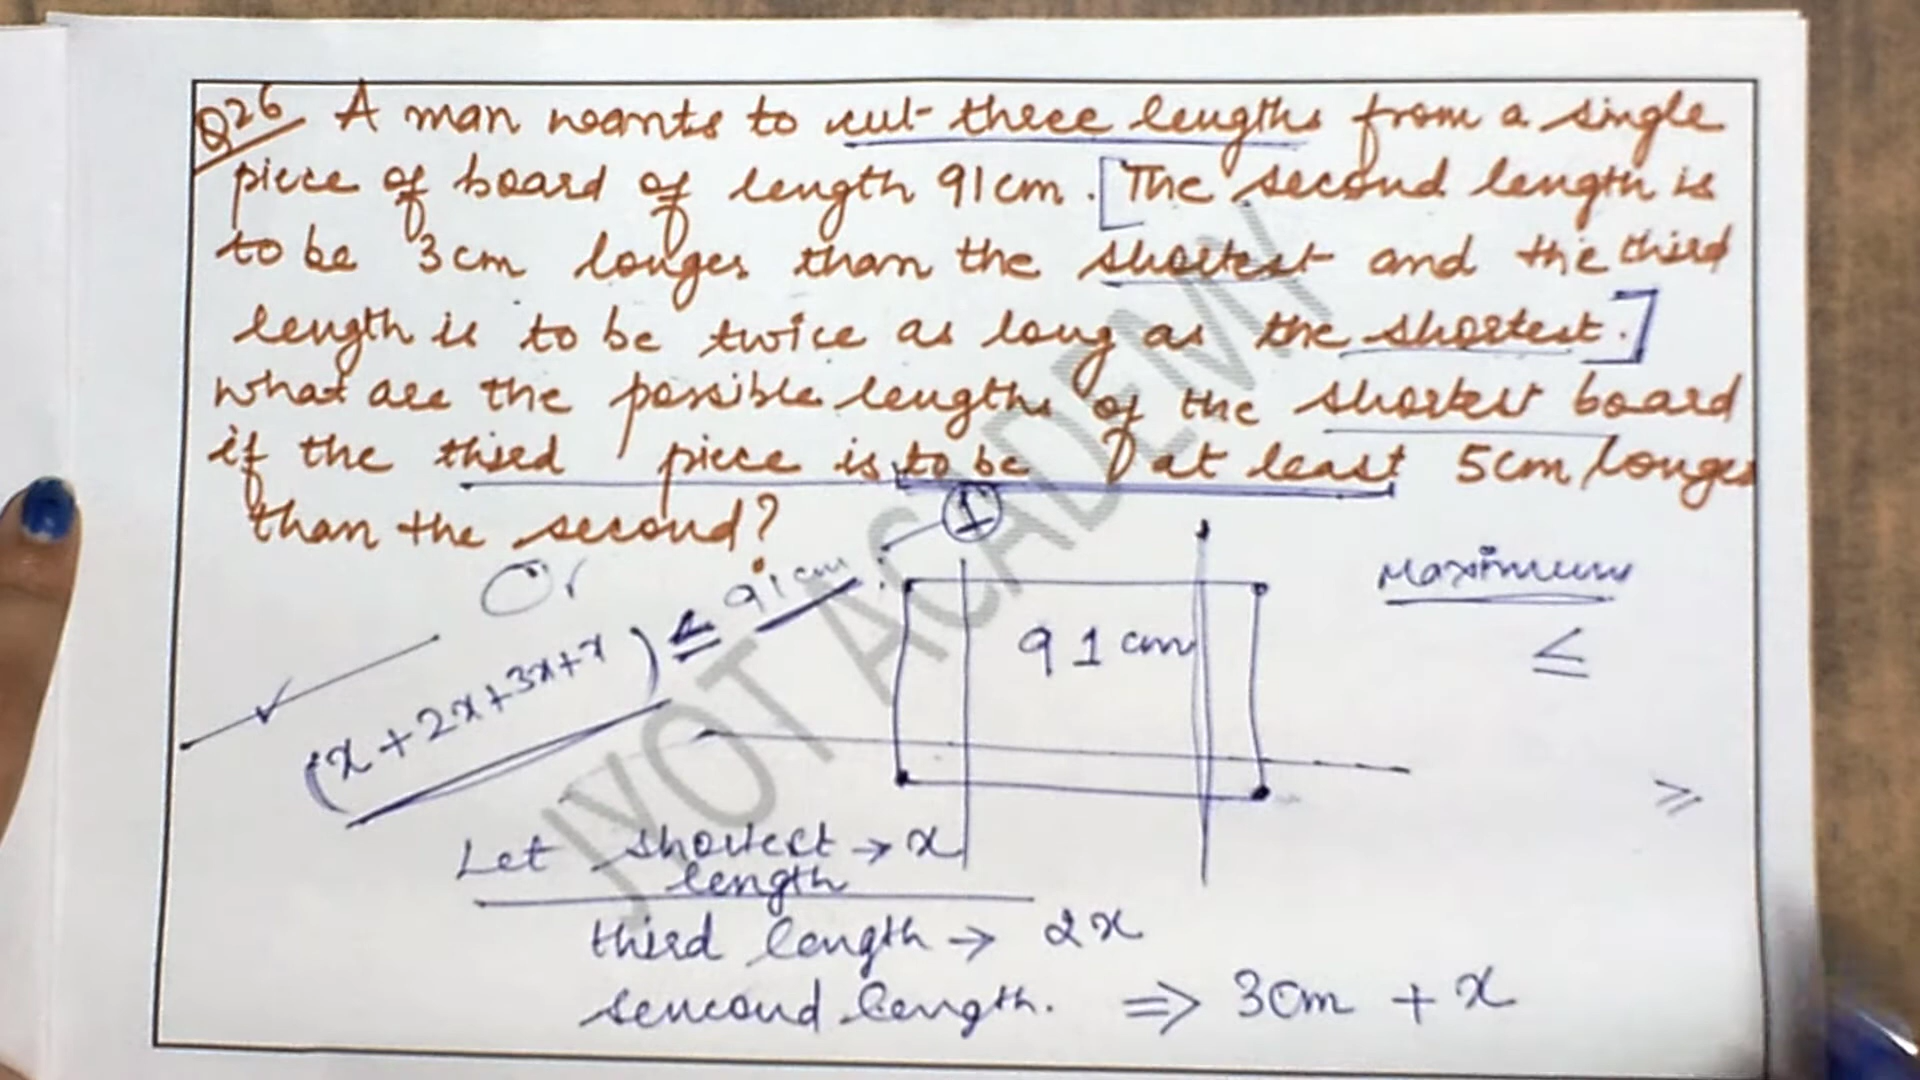 Q26 A man wants to cut three lengths from a single
piece of board of length 91cm. [The second length is
to be 3cm longer than the shortest and the third
length is to be twice as long as the shortest.]
what are the possible lengths of the shortest board
if the third piece is to be at least 5cm longer
than the second?
Or
(x+2x+3x+x) ≤ 91cm
1
91cm
Maximum
≤
≥
JYOT ACADEMY
Let shortest length → x
third length → 2x
sencond length. ⇒ 3cm + x